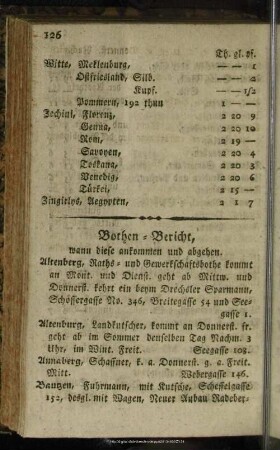 126
Th. gl. pf.
Witte, Meklenburg, — — 1
Ostfriesland, Silb. — — 2
Kupf. — — 1/2
Pommern, 192 thun 1 — —
Zechini, Florenz, 2 20 9
Genua, 2 20 10
Rom, 2 19 —
Savoyen, 2 20 4
Toskana, 2 20 3
Venedig, 2 20 6
Türkei, 2 15 —
Zingielys, Aegypten, 2 1 7
Bothen-Bericht,
wann diese ankommen und abgehen.
Altenberg, Raths- und Gewerkschaftsbothe kommt
an Mont. und Dienst. geht ab Mittw. und
Donnerst. kehrt ein beym Drechsler Sparmann,
Schössergasse No. 346, Breitegasse 54 und See-
gasse 1.
Altenburg, Landkutscher, kommt an Donnerst. fr.
geht ab im Sommer denselben Tag Nachm. 3
Uhr, im Wint. Freit. Seegasse 103.
Annaberg, Schaffner, k. a. Donnerst. g. a. Freit.
Mitt. Webergasse 146.
Bautzen, Fuhrmann, mit Kutsche, Scheffelgasse
152, desgl. mit Wagen, Neuer Anbau Radeber-